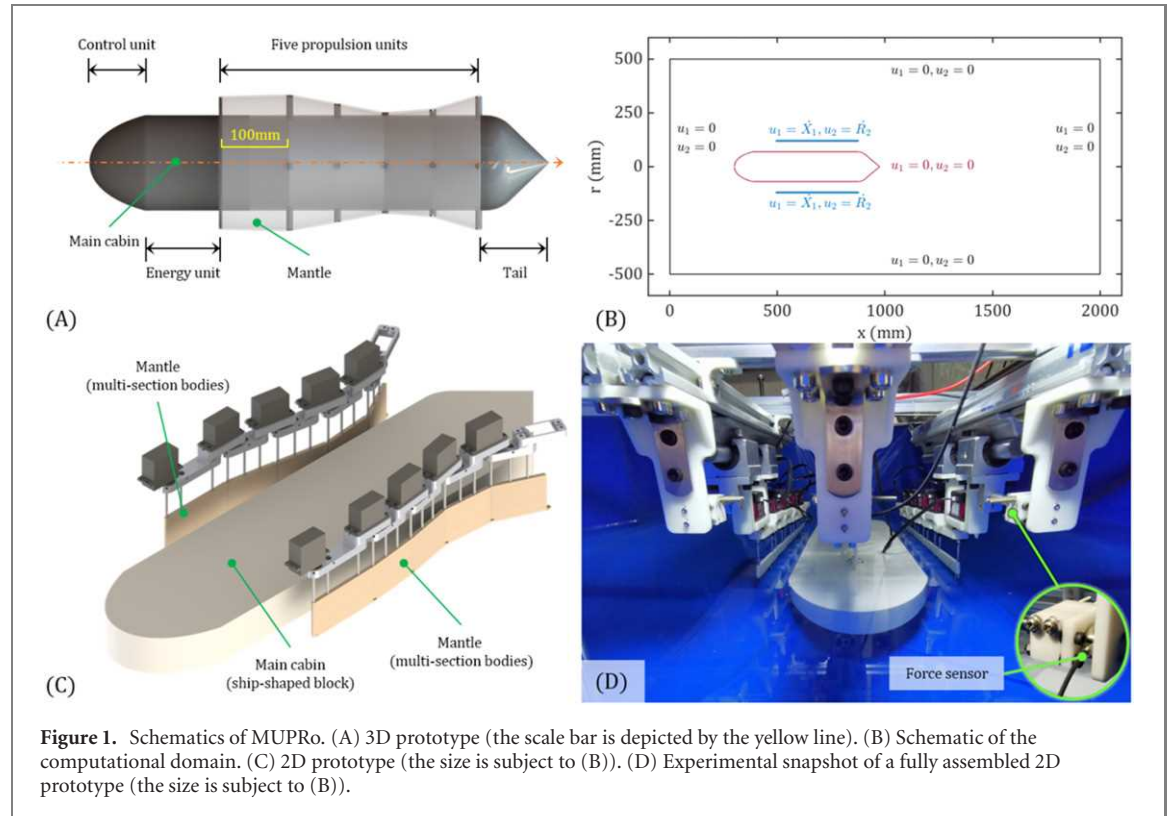 Control unit
Five propulsion units
100mm
Main cabin
Energy unit
Mantle
Tail
(A)
500
250
0
-250
-500
r (mm)
u₁ = 0, u₂ = 0
u₁ = 0
u₂ = 0
u₁ = Ẋ₁, u₂ = Ṙ₂
u₁ = 0, u₂ = 0
u₁ = Ẋ₁, u₂ = Ṙ₂
u₁ = 0
u₂ = 0
u₁ = 0, u₂ = 0
0
500
1000
1500
2000
x (mm)
(B)
Mantle
(multi-section bodies)
Main cabin
(ship-shaped block)
Mantle
(multi-section bodies)
(C)
Force sensor
(D)
Figure 1. Schematics of MUPRo. (A) 3D prototype (the scale bar is depicted by the yellow line). (B) Schematic of the
computational domain. (C) 2D prototype (the size is subject to (B)). (D) Experimental snapshot of a fully assembled 2D
prototype (the size is subject to (B)).